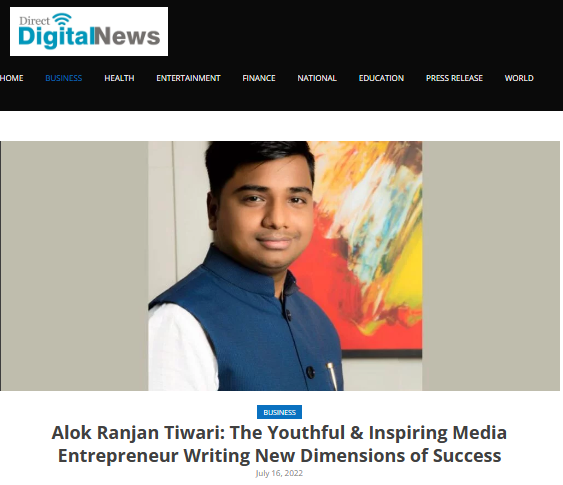 Direct
DigitalNews
HOME BUSINESS HEALTH ENTERTAINMENT FINANCE NATIONAL EDUCATION PRESS RELEASE WORLD
BUSINESS
Alok Ranjan Tiwari: The Youthful & Inspiring Media
Entrepreneur Writing New Dimensions of Success
July 16, 2022